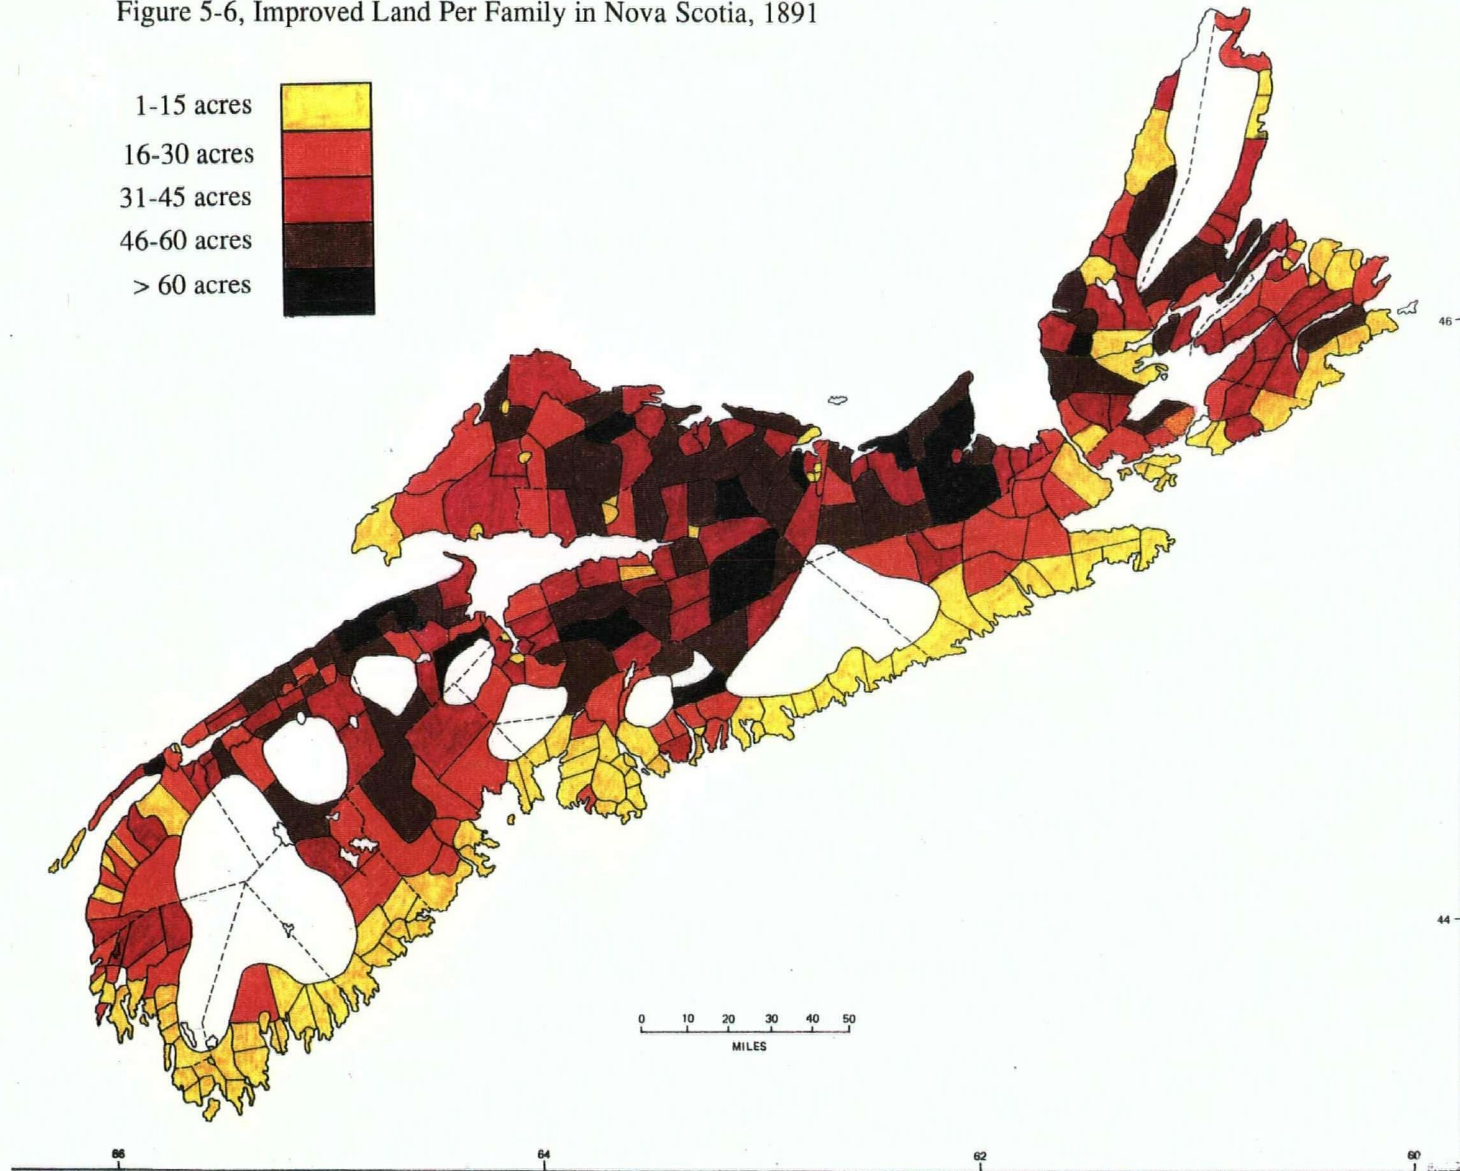 Figure 5-6, Improved Land Per Family in Nova Scotia, 1891
1-15 acres
16-30 acres
31-45 acres
46-60 acres
> 60 acres
46
44
0 10 20 30 40 50
MILES
66 64 62 60